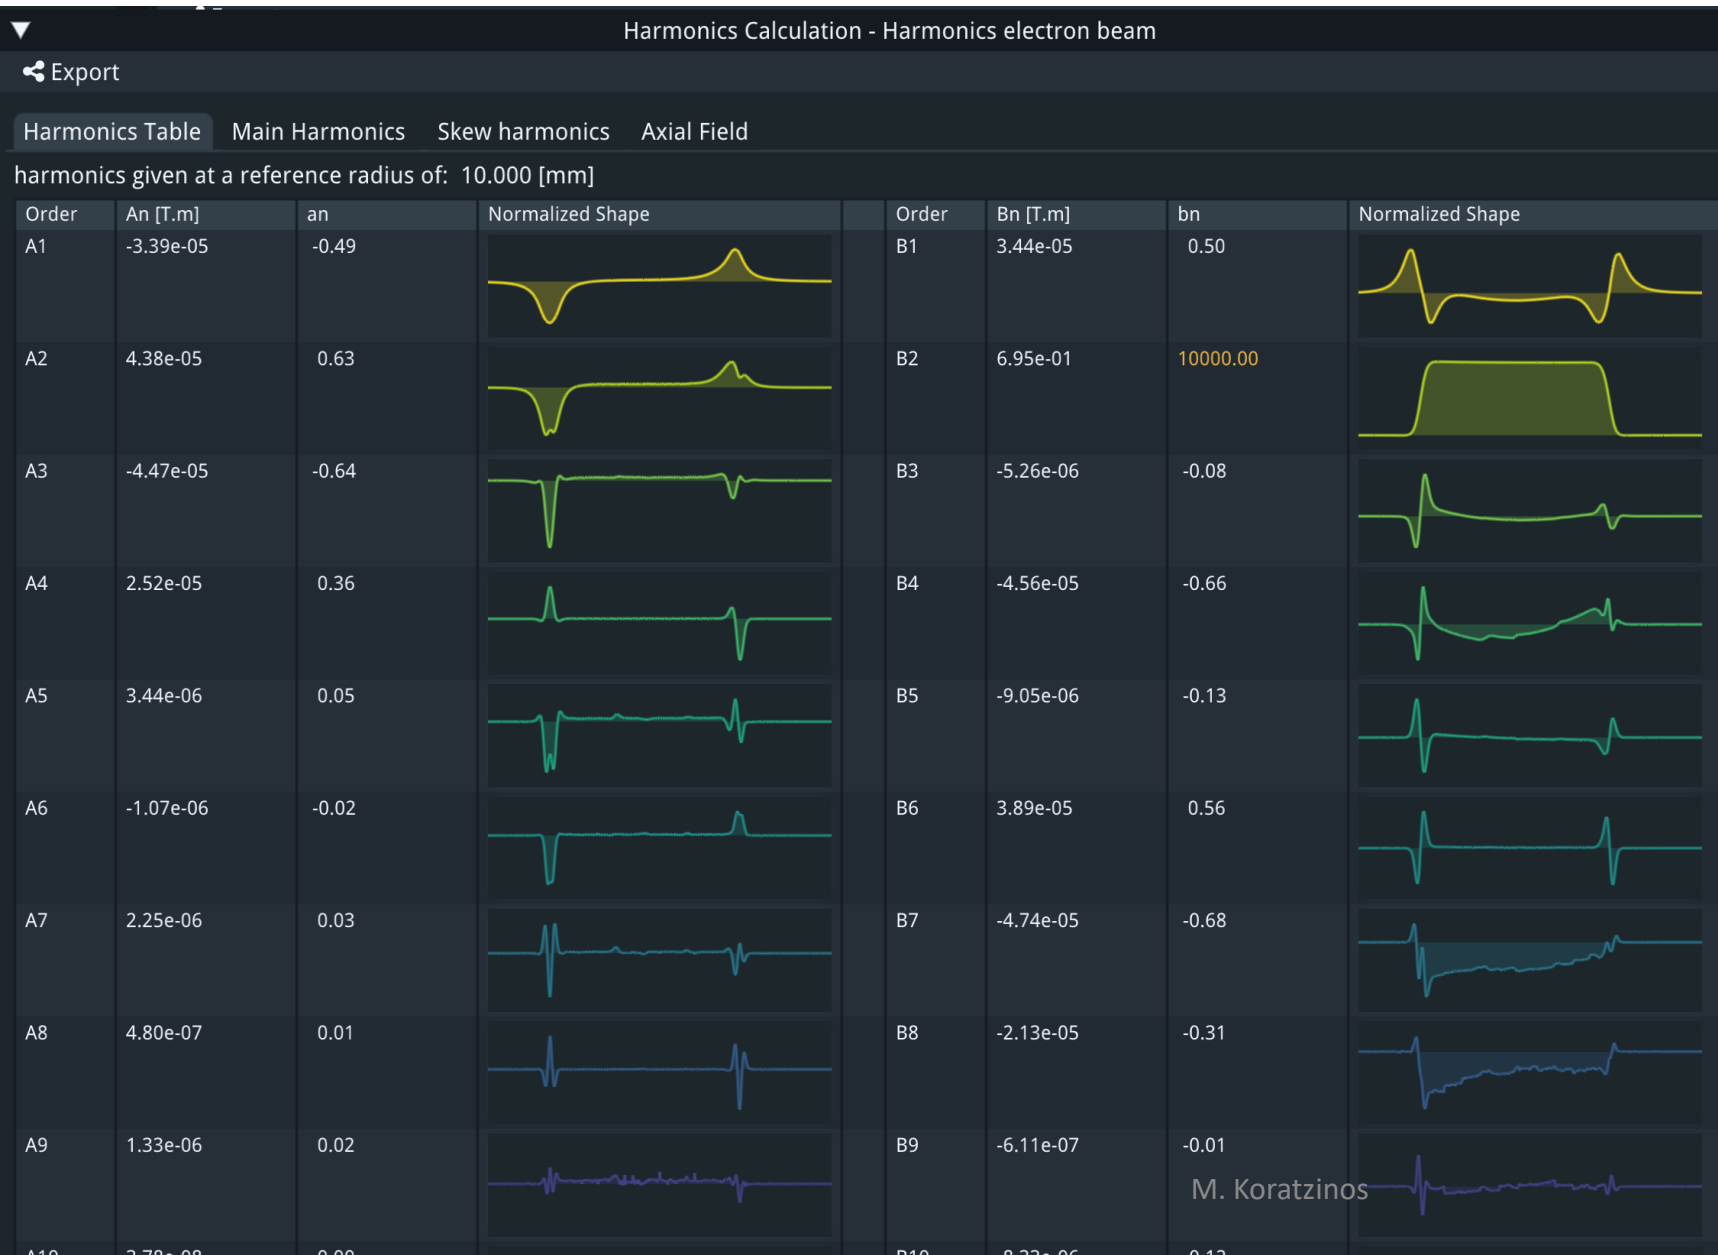 Harmonics Calculation - Harmonics electron beam
Export
Harmonics Table Main Harmonics Skew harmonics Axial Field
harmonics given at a reference radius of: 10.000 [mm]
Order An [T.m] an Normalized Shape Order Bn [T.m] bn Normalized Shape
A1 -3.39e-05 -0.49 B1 3.44e-05 0.50
A2 4.38e-05 0.63 B2 6.95e-01 10000.00
A3 -4.47e-05 -0.64 B3 -5.26e-06 -0.08
A4 2.52e-05 0.36 B4 -4.56e-05 -0.66
A5 3.44e-06 0.05 B5 -9.05e-06 -0.13
A6 -1.07e-06 -0.02 B6 3.89e-05 0.56
A7 2.25e-06 0.03 B7 -4.74e-05 -0.68
A8 4.80e-07 0.01 B8 -2.13e-05 -0.31
A9 1.33e-06 0.02 B9 -6.11e-07 -0.01
M. Koratzinos